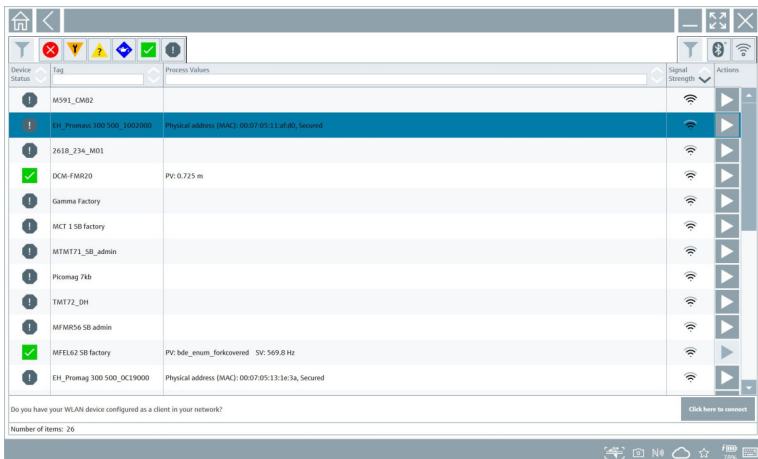 Device Status
Tag
Process Values
Signal Strength
Actions
M591_CM82
EH_Promass 300 500_1002000 Physical address (MAC): 00:07:05:11:af:d0, Secured
2618_234_M01
DCM-FMR20 PV: 0.725 m
Gamma Factory
MCT 1 SB factory
MTMT71_SB_admin
Picomag 7kb
TMT72_DH
MFMR56 SB admin
MFEL62 SB factory PV: bde_enum_forkcovered SV: 569.8 Hz
EH_Promag 300 500_OC19000 Physical address (MAC): 00:07:05:13:1e:3a, Secured
Do you have your WLAN device configured as a client in your network?
Click here to connect
Number of items: 26